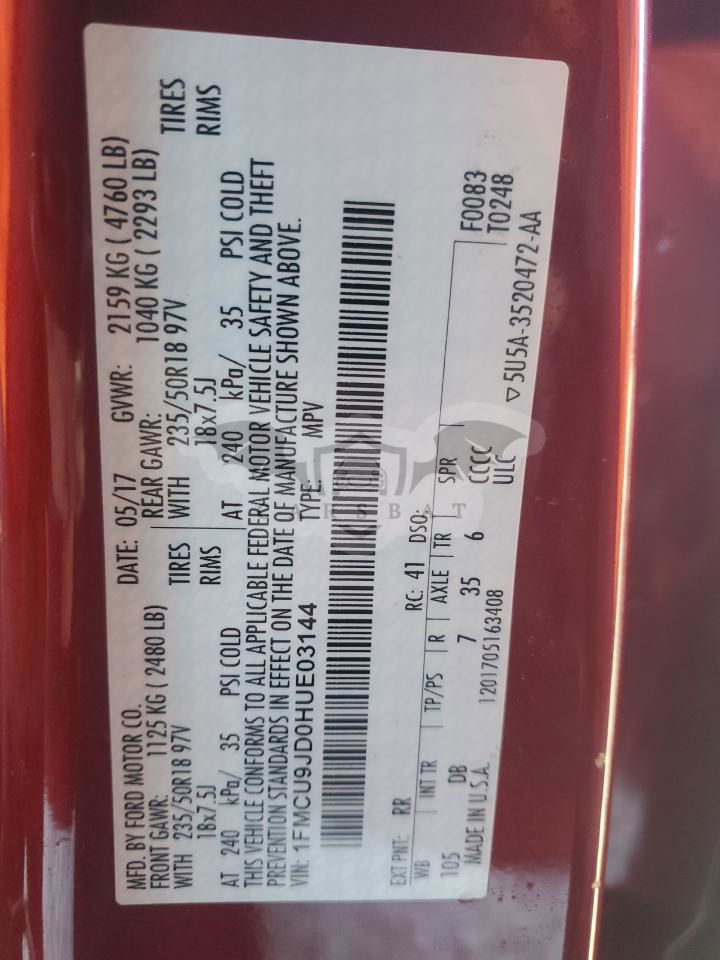 MFD. BY FORD MOTOR CO. DATE: 05/17 GVWR: 2159 KG ( 4760 LB)
FRONT GAWR: 1125 KG ( 2480 LB) REAR GAWR: 1040 KG ( 2293 LB)
WITH 235/50R18 97V TIRES WITH 235/50R18 97V TIRES
18x7.5J RIMS 18x7.5J RIMS
AT 240 kPa/ 35 PSI COLD AT 240 kPa/ 35 PSI COLD
THIS VEHICLE CONFORMS TO ALL APPLICABLE FEDERAL MOTOR VEHICLE SAFETY AND THEFT
PREVENTION STANDARDS IN EFFECT ON THE DATE OF MANUFACTURE SHOWN ABOVE.
VIN: 1FMCU9JD0HUE03144 TYPE: MPV
EXT PNT: RR RC: 41 DSO:
WB INT TR TP/PS R AXLE TR SPR F0083
105 DB 7 35 6 CCCC T0248
MADE IN U.S.A. ULC
1201705163408 ▽5U5A-3520472-AA